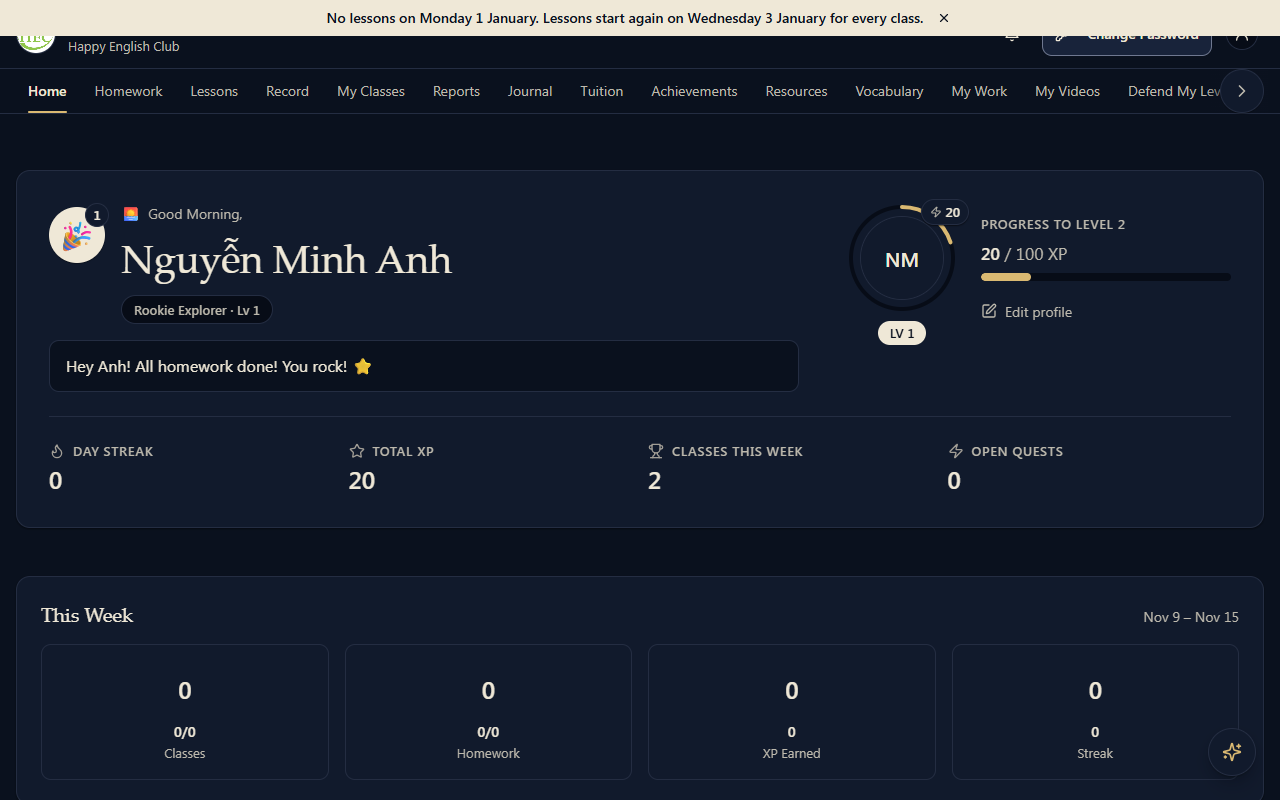 No lessons on Monday 1 January. Lessons start again on Wednesday 3 January for every class.
Happy English Club
Change Password
Home Homework Lessons Record My Classes Reports Journal Tuition Achievements Resources Vocabulary My Work My Videos Defend My Lev
1
Good Morning,
Nguyễn Minh Anh
Rookie Explorer · Lv 1
Hey Anh! All homework done! You rock!
20
NM
LV 1
PROGRESS TO LEVEL 2
20 / 100 XP
Edit profile
DAY STREAK
0
TOTAL XP
20
CLASSES THIS WEEK
2
OPEN QUESTS
0
This Week
Nov 9 – Nov 15
0
0/0
Classes
0
0/0
Homework
0
0
XP Earned
0
0
Streak